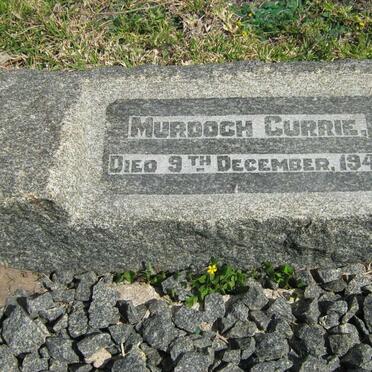 MURDOCH CURRIE,
DIED 9TH DECEMBER, 194